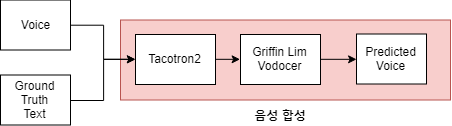 Voice
Ground
Truth
Text
Tacotron2
Griffin Lim
Vodocer
Predicted
Voice
음성 합성